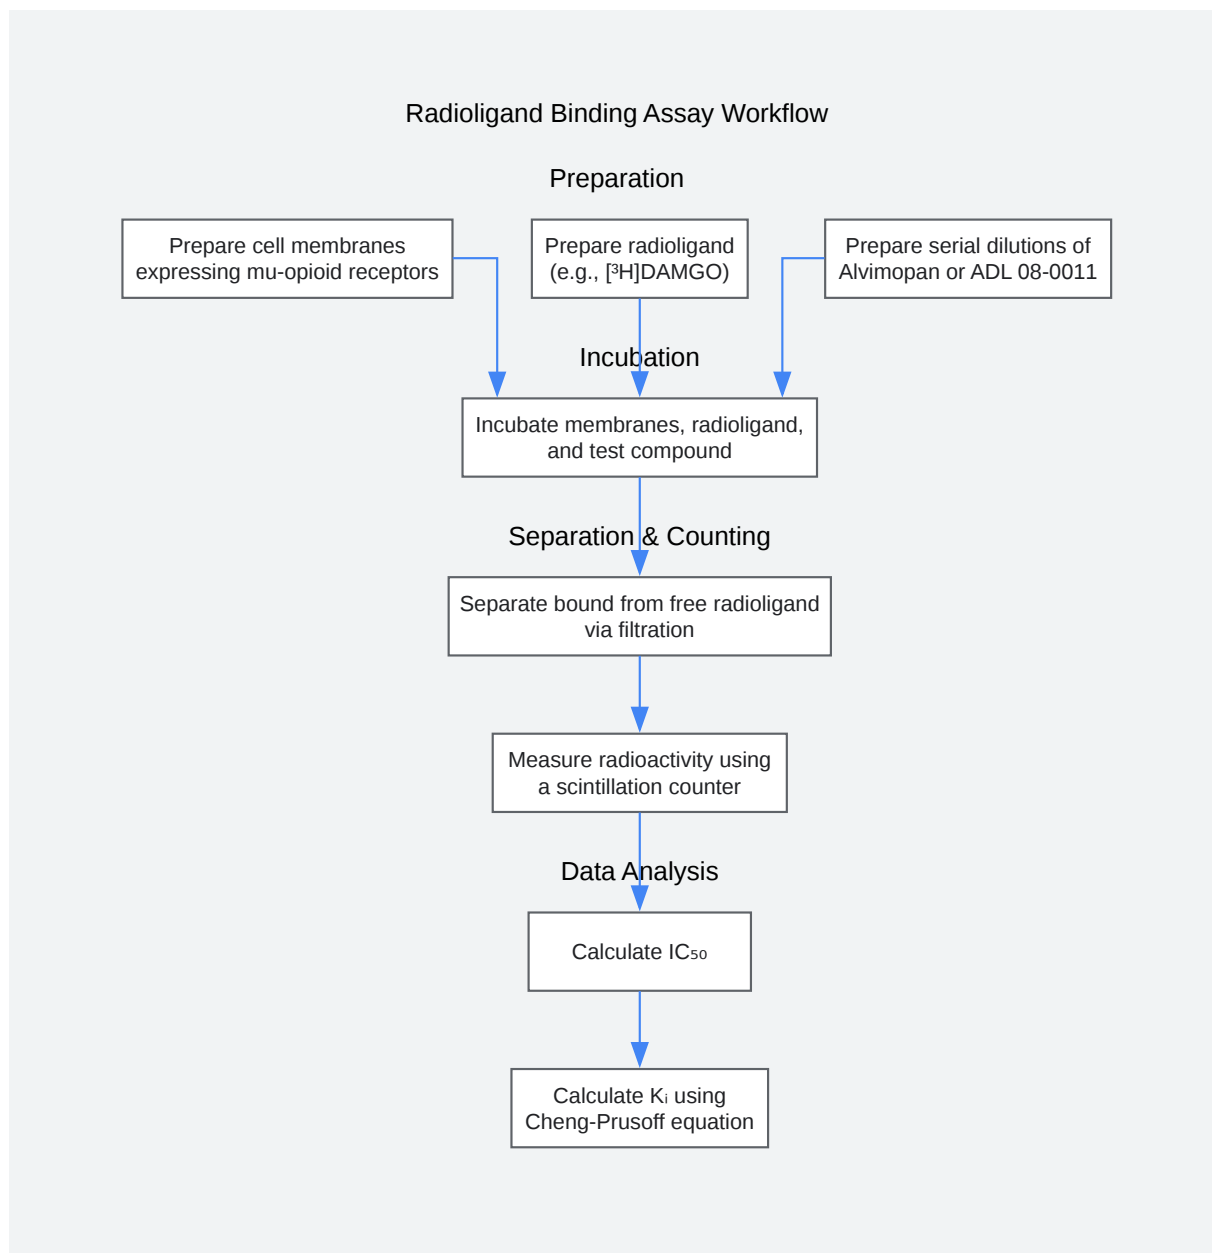 Radioligand Binding Assay Workflow
Preparation
Prepare cell membranes
expressing mu-opioid receptors
Prepare radioligand
(e.g., [³H]DAMGO)
Prepare serial dilutions of
Alvimopan or ADL 08-0011
Incubation
Incubate membranes, radioligand,
and test compound
Separation & Counting
Separate bound from free radioligand
via filtration
Measure radioactivity using
a scintillation counter
Data Analysis
Calculate IC₅₀
Calculate Kᵢ using
Cheng-Prusoff equation